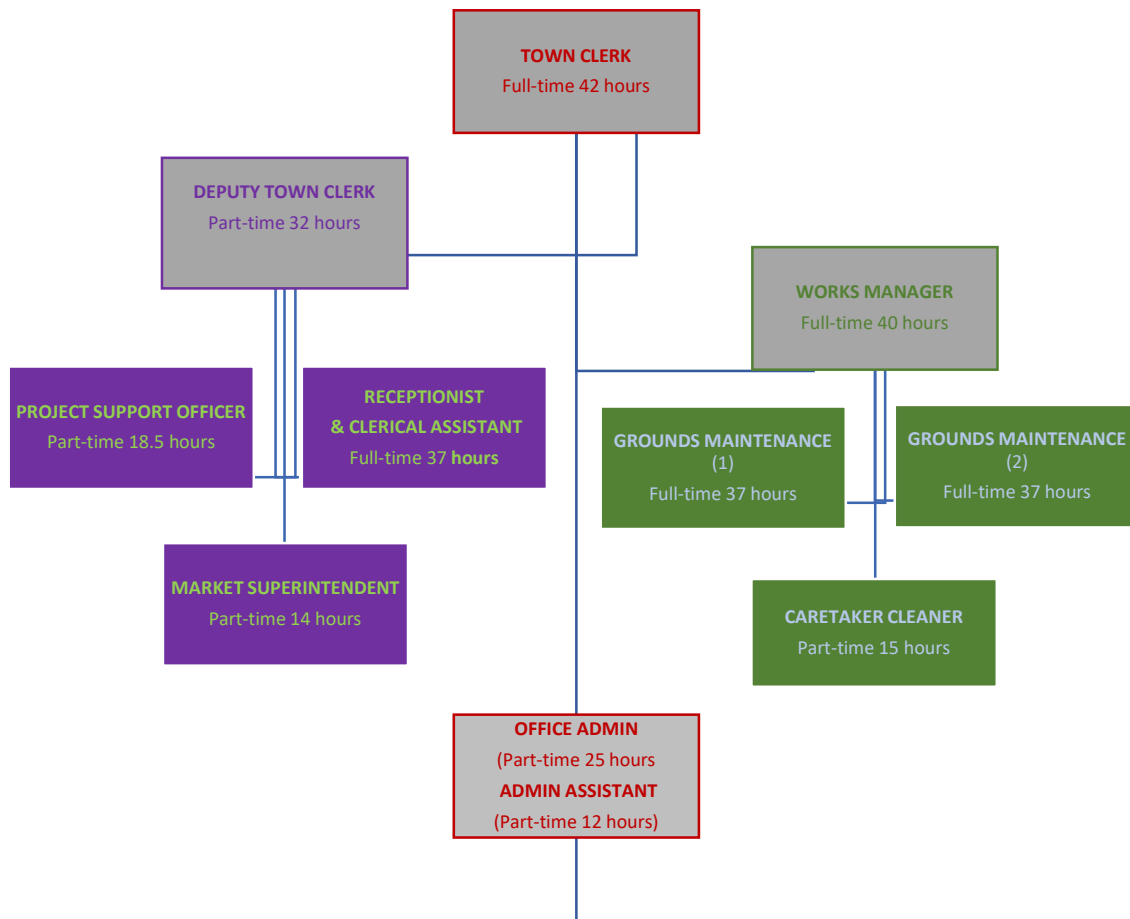 TOWN CLERK
Full-time 42 hours
DEPUTY TOWN CLERK
Part-time 32 hours
WORKS MANAGER
Full-time 40 hours
PROJECT SUPPORT OFFICER
Part-time 18.5 hours
RECEPTIONIST
& CLERICAL ASSISTANT
Full-time 37 hours
GROUNDS MAINTENANCE
(1)
Full-time 37 hours
GROUNDS MAINTENANCE
(2)
Full-time 37 hours
MARKET SUPERINTENDENT
Part-time 14 hours
CARETAKER CLEANER
Part-time 15 hours
OFFICE ADMIN
(Part-time 25 hours
ADMIN ASSISTANT
(Part-time 12 hours)